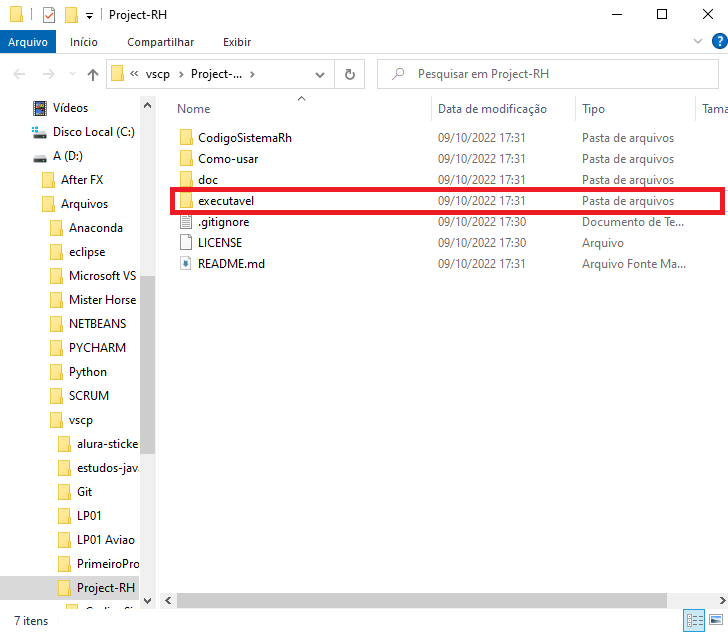 Project-RH
Arquivo Início Compartilhar Exibir
« vscp › Project-... ›
Pesquisar em Project-RH
Vídeos
Disco Local (C:)
A (D:)
After FX
Arquivos
Anaconda
eclipse
Microsoft VS
Mister Horse
NETBEANS
PYCHARM
Python
SCRUM
vscp
alura-sticke
estudos-java
Git
LP01
LP01 Aviao
PrimeiroPro
Project-RH
Nome Data de modificação Tipo Tama
CodigoSistemaRh 09/10/2022 17:31 Pasta de arquivos
Como-usar 09/10/2022 17:31 Pasta de arquivos
doc 09/10/2022 17:31 Pasta de arquivos
executavel 09/10/2022 17:31 Pasta de arquivos
.gitignore 09/10/2022 17:30 Documento de Te...
LICENSE 09/10/2022 17:30 Arquivo
README.md 09/10/2022 17:31 Arquivo Fonte Ma...
7 itens